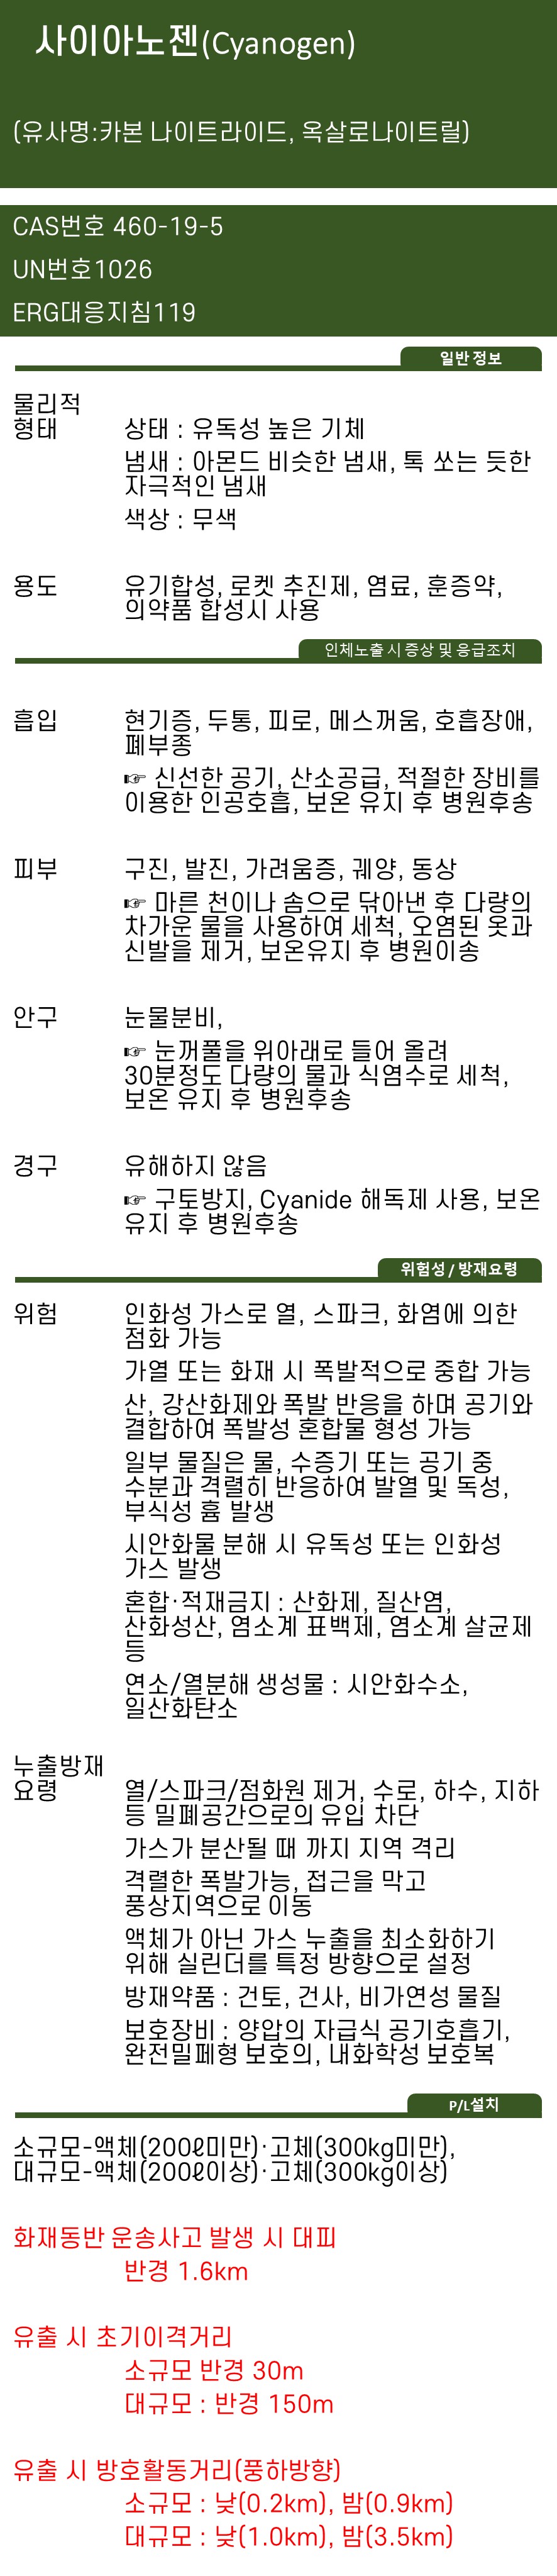 사이아노젠(Cyanogen)
(유사명:카본 나이트라이드, 옥살로나이트릴)
CAS번호 460-19-5
UN번호1026
ERG대응지침119
일반 정보
물리적
형태 상태 : 유독성 높은 기체
냄새 : 아몬드 비슷한 냄새, 톡 쏘는 듯한
자극적인 냄새
색상 : 무색
용도 유기합성, 로켓 추진제, 염료, 훈증약,
의약품 합성시 사용
인체노출 시 증상 및 응급조치
흡입 현기증, 두통, 피로, 메스꺼움, 호흡장애,
폐부종
☞ 신선한 공기, 산소공급, 적절한 장비를
이용한 인공호흡, 보온 유지 후 병원후송
피부 구진, 발진, 가려움증, 궤양, 동상
☞ 마른 천이나 솜으로 닦아낸 후 다량의
차가운 물을 사용하여 세척, 오염된 옷과
신발을 제거, 보온유지 후 병원이송
안구 눈물분비,
☞ 눈꺼풀을 위아래로 들어 올려
30분정도 다량의 물과 식염수로 세척,
보온 유지 후 병원후송
경구 유해하지 않음
☞ 구토방지, Cyanide 해독제 사용, 보온
유지 후 병원후송
위험성 / 방재요령
위험 인화성 가스로 열, 스파크, 화염에 의한
점화 가능
가열 또는 화재 시 폭발적으로 중합 가능
산, 강산화제와 폭발 반응을 하며 공기와
결합하여 폭발성 혼합물 형성 가능
일부 물질은 물, 수증기 또는 공기 중
수분과 격렬히 반응하여 발열 및 독성,
부식성 흄 발생
시안화물 분해 시 유독성 또는 인화성
가스 발생
혼합·적재금지 : 산화제, 질산염,
산화성산, 염소계 표백제, 염소계 살균제
등
연소/열분해 생성물 : 시안화수소,
일산화탄소
누출방재
요령 열/스파크/점화원 제거, 수로, 하수, 지하
등 밀폐공간으로의 유입 차단
가스가 분산될 때 까지 지역 격리
격렬한 폭발가능, 접근을 막고
풍상지역으로 이동
액체가 아닌 가스 누출을 최소화하기
위해 실린더를 특정 방향으로 설정
방재약품 : 건토, 건사, 비가연성 물질
보호장비 : 양압의 자급식 공기호흡기,
완전밀폐형 보호의, 내화학성 보호복
P/L설치
소규모-액체(200ℓ미만)·고체(300kg미만),
대규모-액체(200ℓ이상)·고체(300kg이상)
화재동반 운송사고 발생 시 대피
반경 1.6km
유출 시 초기이격거리
소규모 반경 30m
대규모 : 반경 150m
유출 시 방호활동거리(풍하방향)
소규모 : 낮(0.2km), 밤(0.9km)
대규모 : 낮(1.0km), 밤(3.5km)